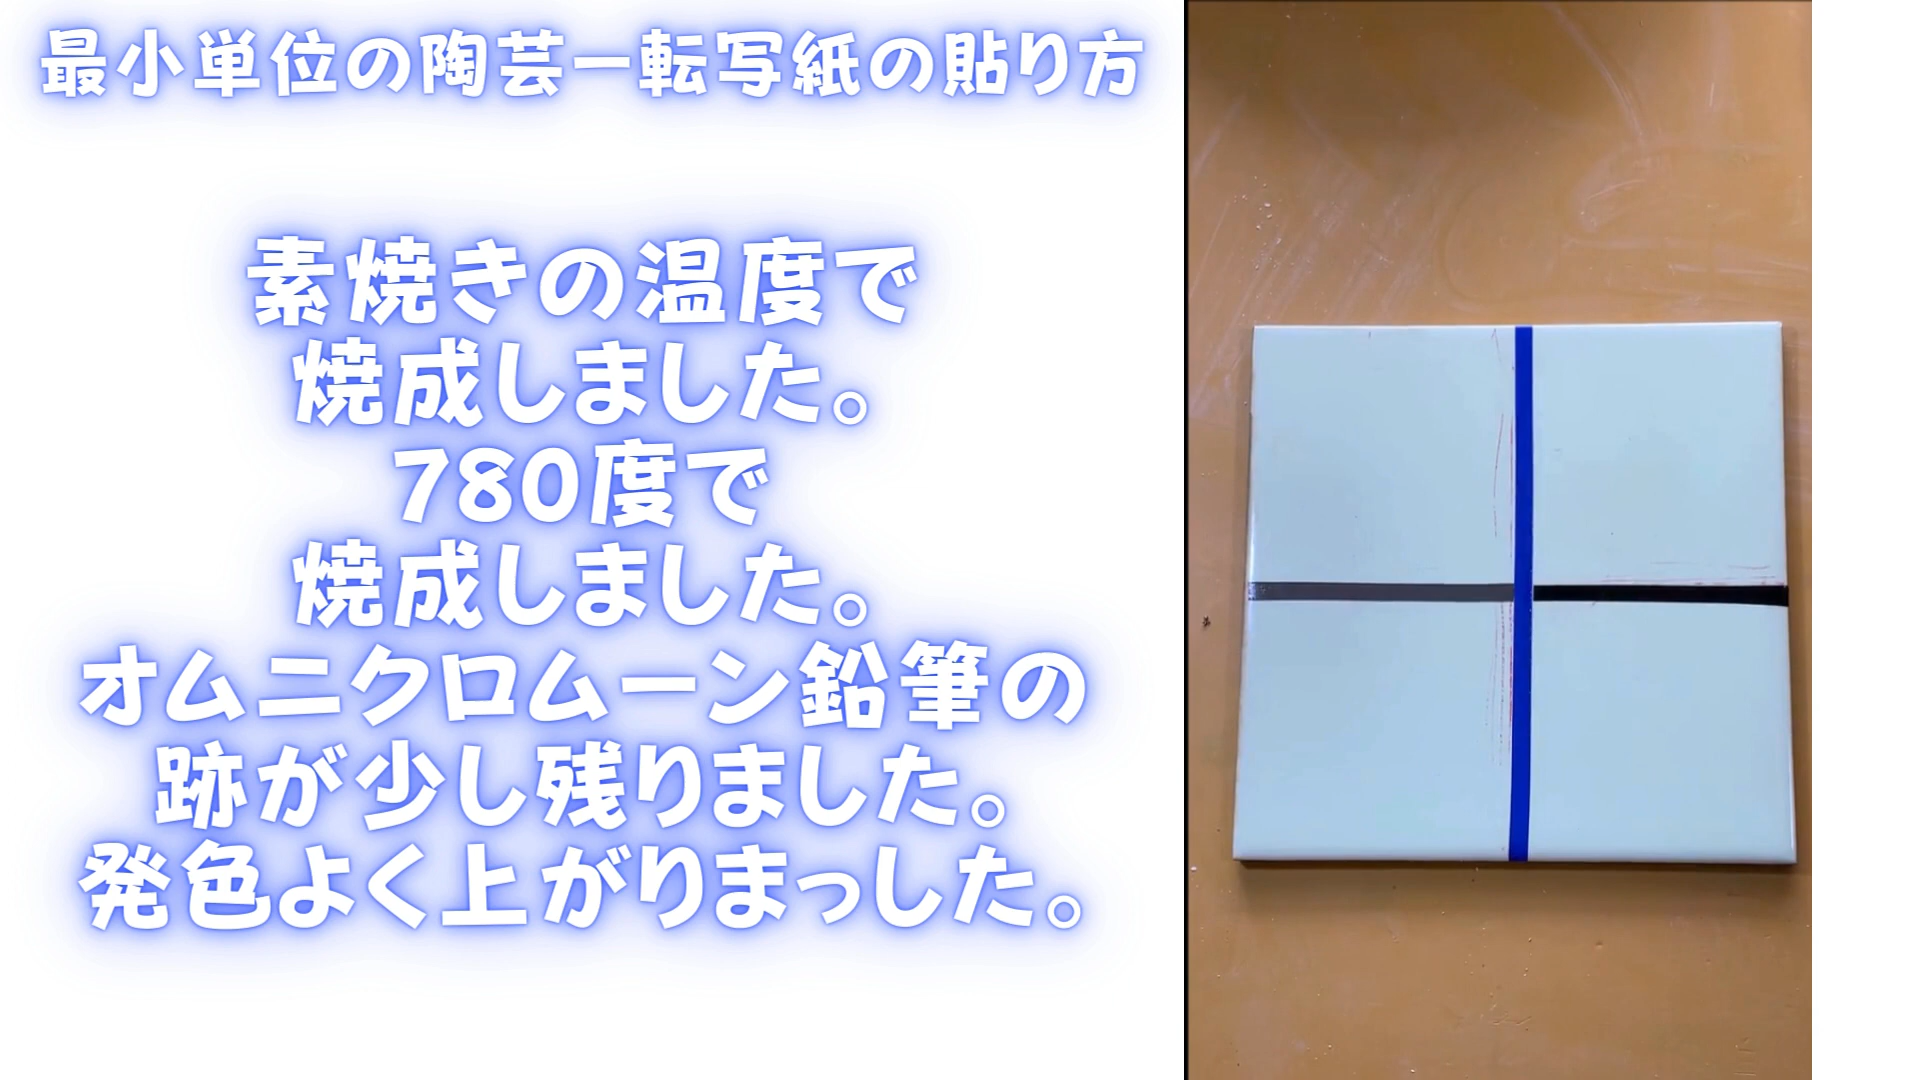 最小単位の陶芸ー転写紙の貼り方
素焼きの温度で
焼成しました。
780度で
焼成しました。
オムニクロムーン鉛筆の
跡が少し残りました。
発色よく上がりまっした。